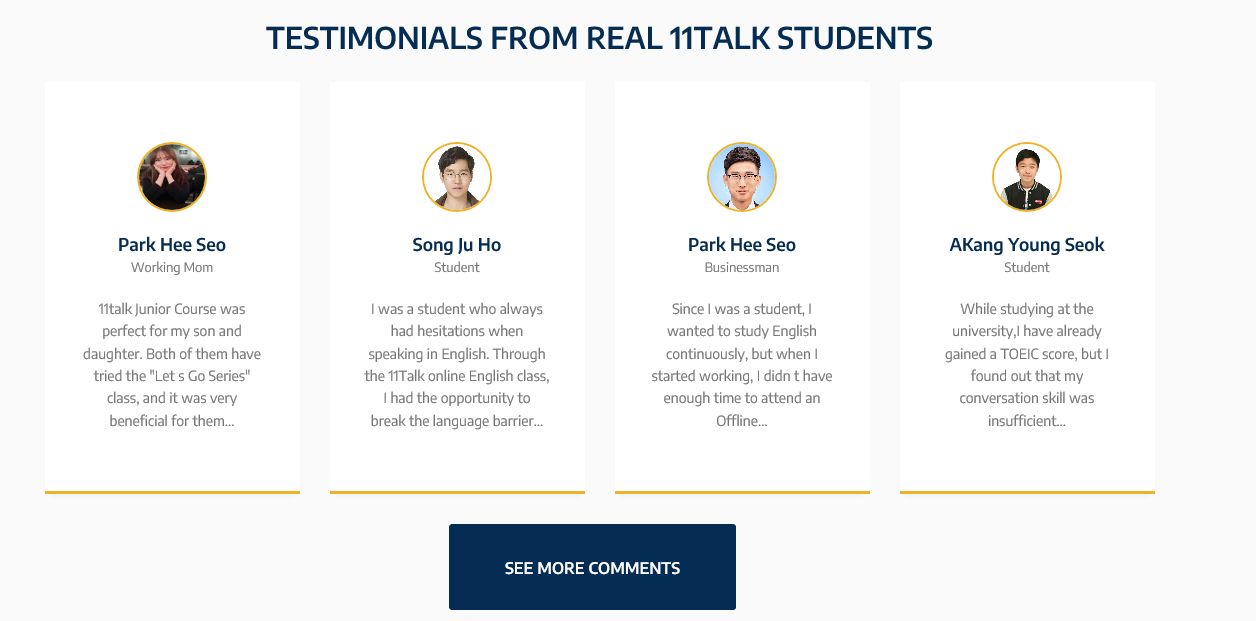 TESTIMONIALS FROM REAL 11TALK STUDENTS
Park Hee Seo
Working Mom
11talk Junior Course was
perfect for my son and
daughter. Both of them have
tried the "Let s Go Series"
class, and it was very
beneficial for them...
Song Ju Ho
Student
I was a student who always
had hesitations when
speaking in English. Through
the 11Talk online English class,
I had the opportunity to
break the language barrier...
Park Hee Seo
Businessman
Since I was a student, I
wanted to study English
continuously, but when I
started working, I didn t have
enough time to attend an
Offline...
AKang Young Seok
Student
While studying at the
university,I have already
gained a TOEIC score, but I
found out that my
conversation skill was
insufficient...
SEE MORE COMMENTS